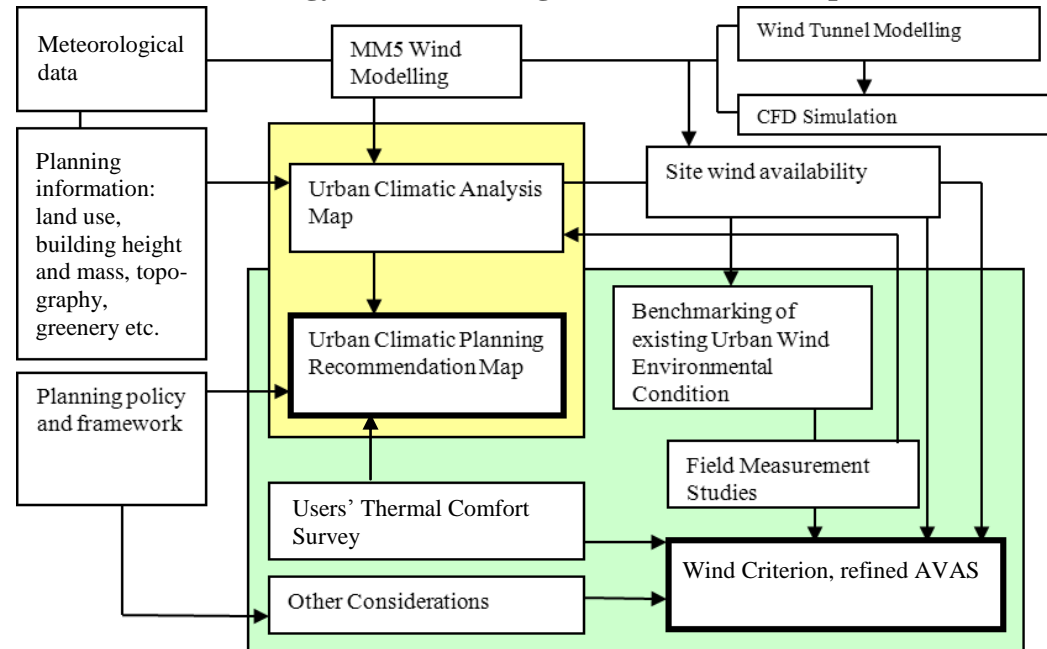 Meteorological
data
MM5 Wind
Modelling
Wind Tunnel Modelling
CFD Simulation
Planning
information:
land use,
building height
and mass, topo-
graphy,
greenery etc.
Urban Climatic Analysis
Map
Site wind availability
Urban Climatic Planning
Recommendation Map
Benchmarking of
existing Urban Wind
Environmental
Condition
Planning policy
and framework
Field Measurement
Studies
Users’ Thermal Comfort
Survey
Wind Criterion, refined AVAS
Other Considerations